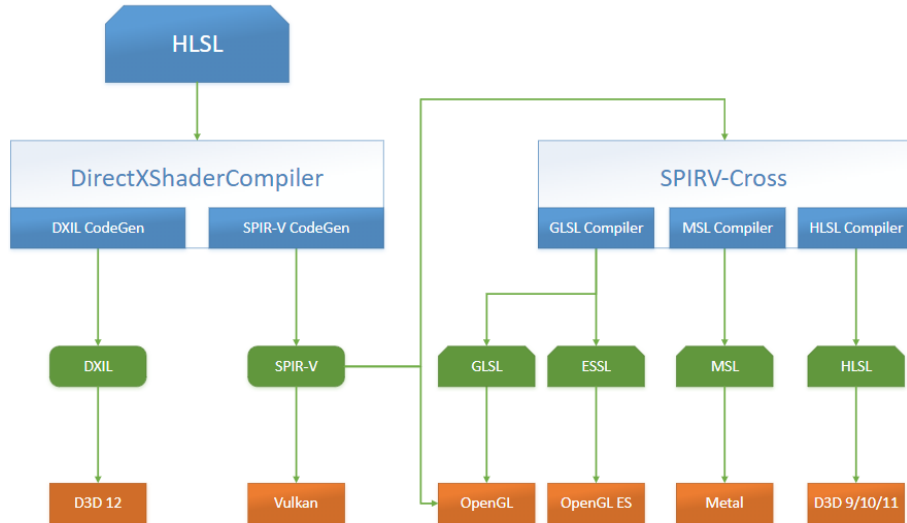 HLSL
DirectXShaderCompiler
SPIRV-Cross
DXIL CodeGen
SPIR-V CodeGen
GLSL Compiler
MSL Compiler
HLSL Compiler
DXIL
SPIR-V
GLSL
ESSL
MSL
HLSL
D3D 12
Vulkan
OpenGL
OpenGL ES
Metal
D3D 9/10/11